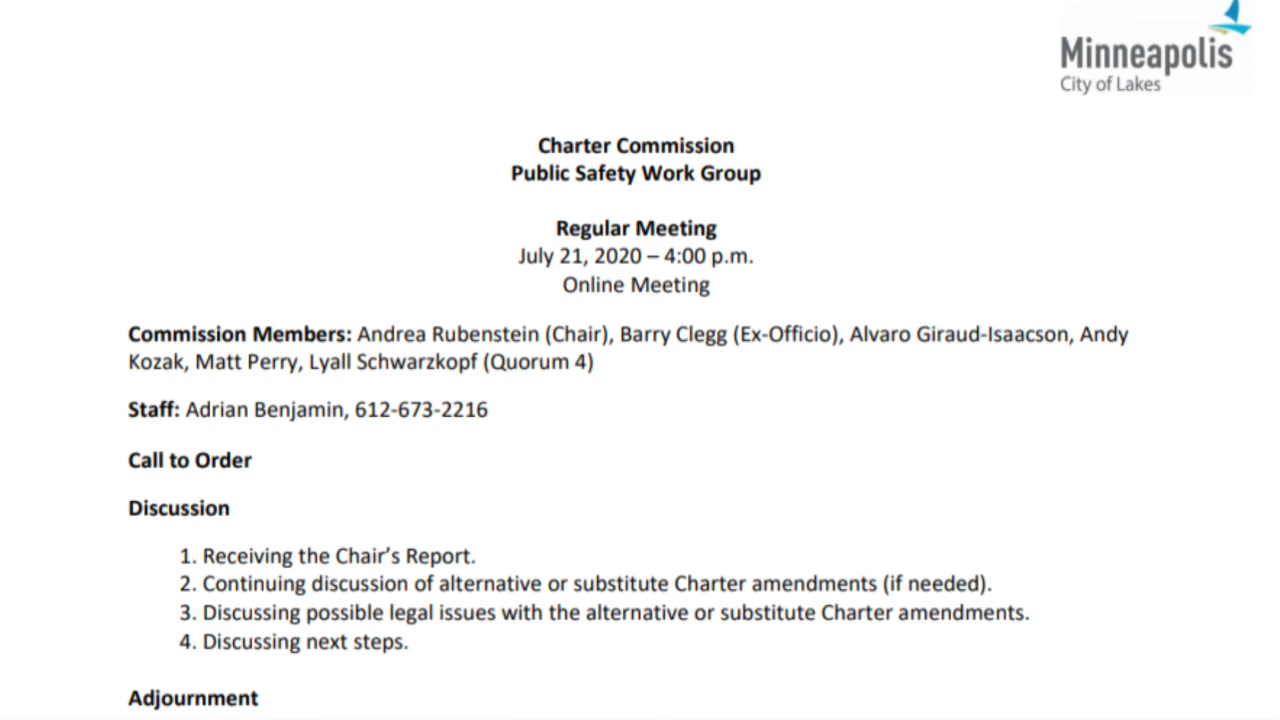 Minneapolis
City of Lakes
Charter Commission
Public Safety Work Group
Regular Meeting
July 21, 2020 – 4:00 p.m.
Online Meeting
Commission Members: Andrea Rubenstein (Chair), Barry Clegg (Ex-Officio), Alvaro Giraud-Isaacson, Andy
Kozak, Matt Perry, Lyall Schwarzkopf (Quorum 4)
Staff: Adrian Benjamin, 612-673-2216
Call to Order
Discussion
1. Receiving the Chair’s Report.
2. Continuing discussion of alternative or substitute Charter amendments (if needed).
3. Discussing possible legal issues with the alternative or substitute Charter amendments.
4. Discussing next steps.
Adjournment